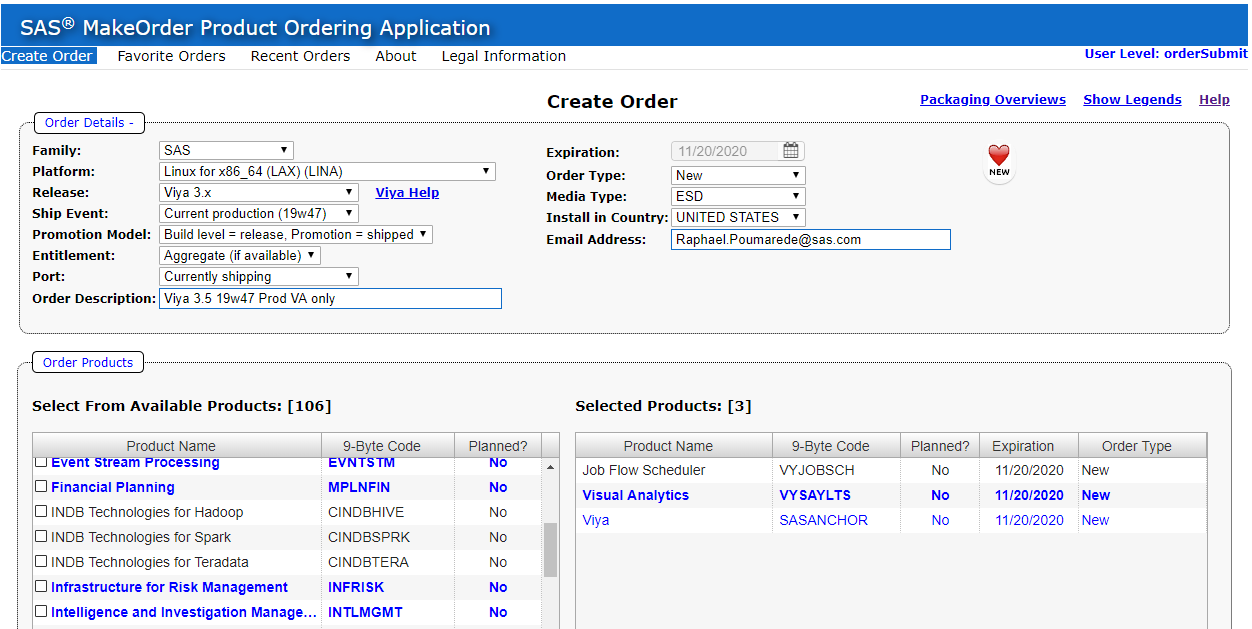 SAS® MakeOrder Product Ordering Application
Create Order Favorite Orders Recent Orders About Legal Information User Level: orderSubmit
Create Order Packaging Overviews Show Legends Help
Order Details -
Family: SAS
Platform: Linux for x86_64 (LAX) (LINA)
Release: Viya 3.x Viya Help
Ship Event: Current production (19w47)
Promotion Model: Build level = release, Promotion = shipped
Entitlement: Aggregate (if available)
Port: Currently shipping
Order Description: Viya 3.5 19w47 Prod VA only
Expiration: 11/20/2020
Order Type: New
Media Type: ESD
Install in Country: UNITED STATES
Email Address: Raphael.Poumarede@sas.com
NEW
Order Products
Select From Available Products: [106]
Product Name 9-Byte Code Planned?
Event Stream Processing EVNTSTM No
Financial Planning MPLNFIN No
INDB Technologies for Hadoop CINDBHIVE No
INDB Technologies for Spark CINDBSPRK No
INDB Technologies for Teradata CINDBTERA No
Infrastructure for Risk Management INFRISK No
Intelligence and Investigation Manage... INTLMGMT No
Selected Products: [3]
Product Name 9-Byte Code Planned? Expiration Order Type
Job Flow Scheduler VYJOBSCH No 11/20/2020 New
Visual Analytics VYSAYLTS No 11/20/2020 New
Viya SASANCHOR No 11/20/2020 New